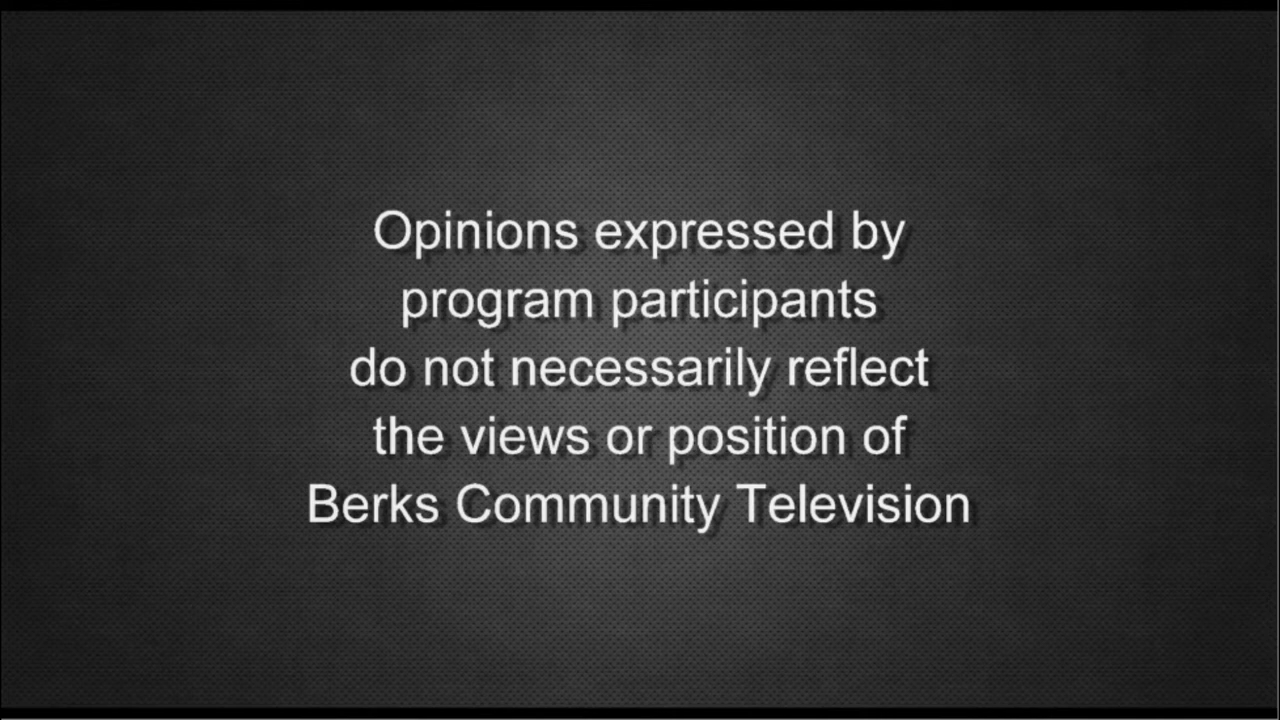 Opinions expressed by
program participants
do not necessarily reflect
the views or position of
Berks Community Television